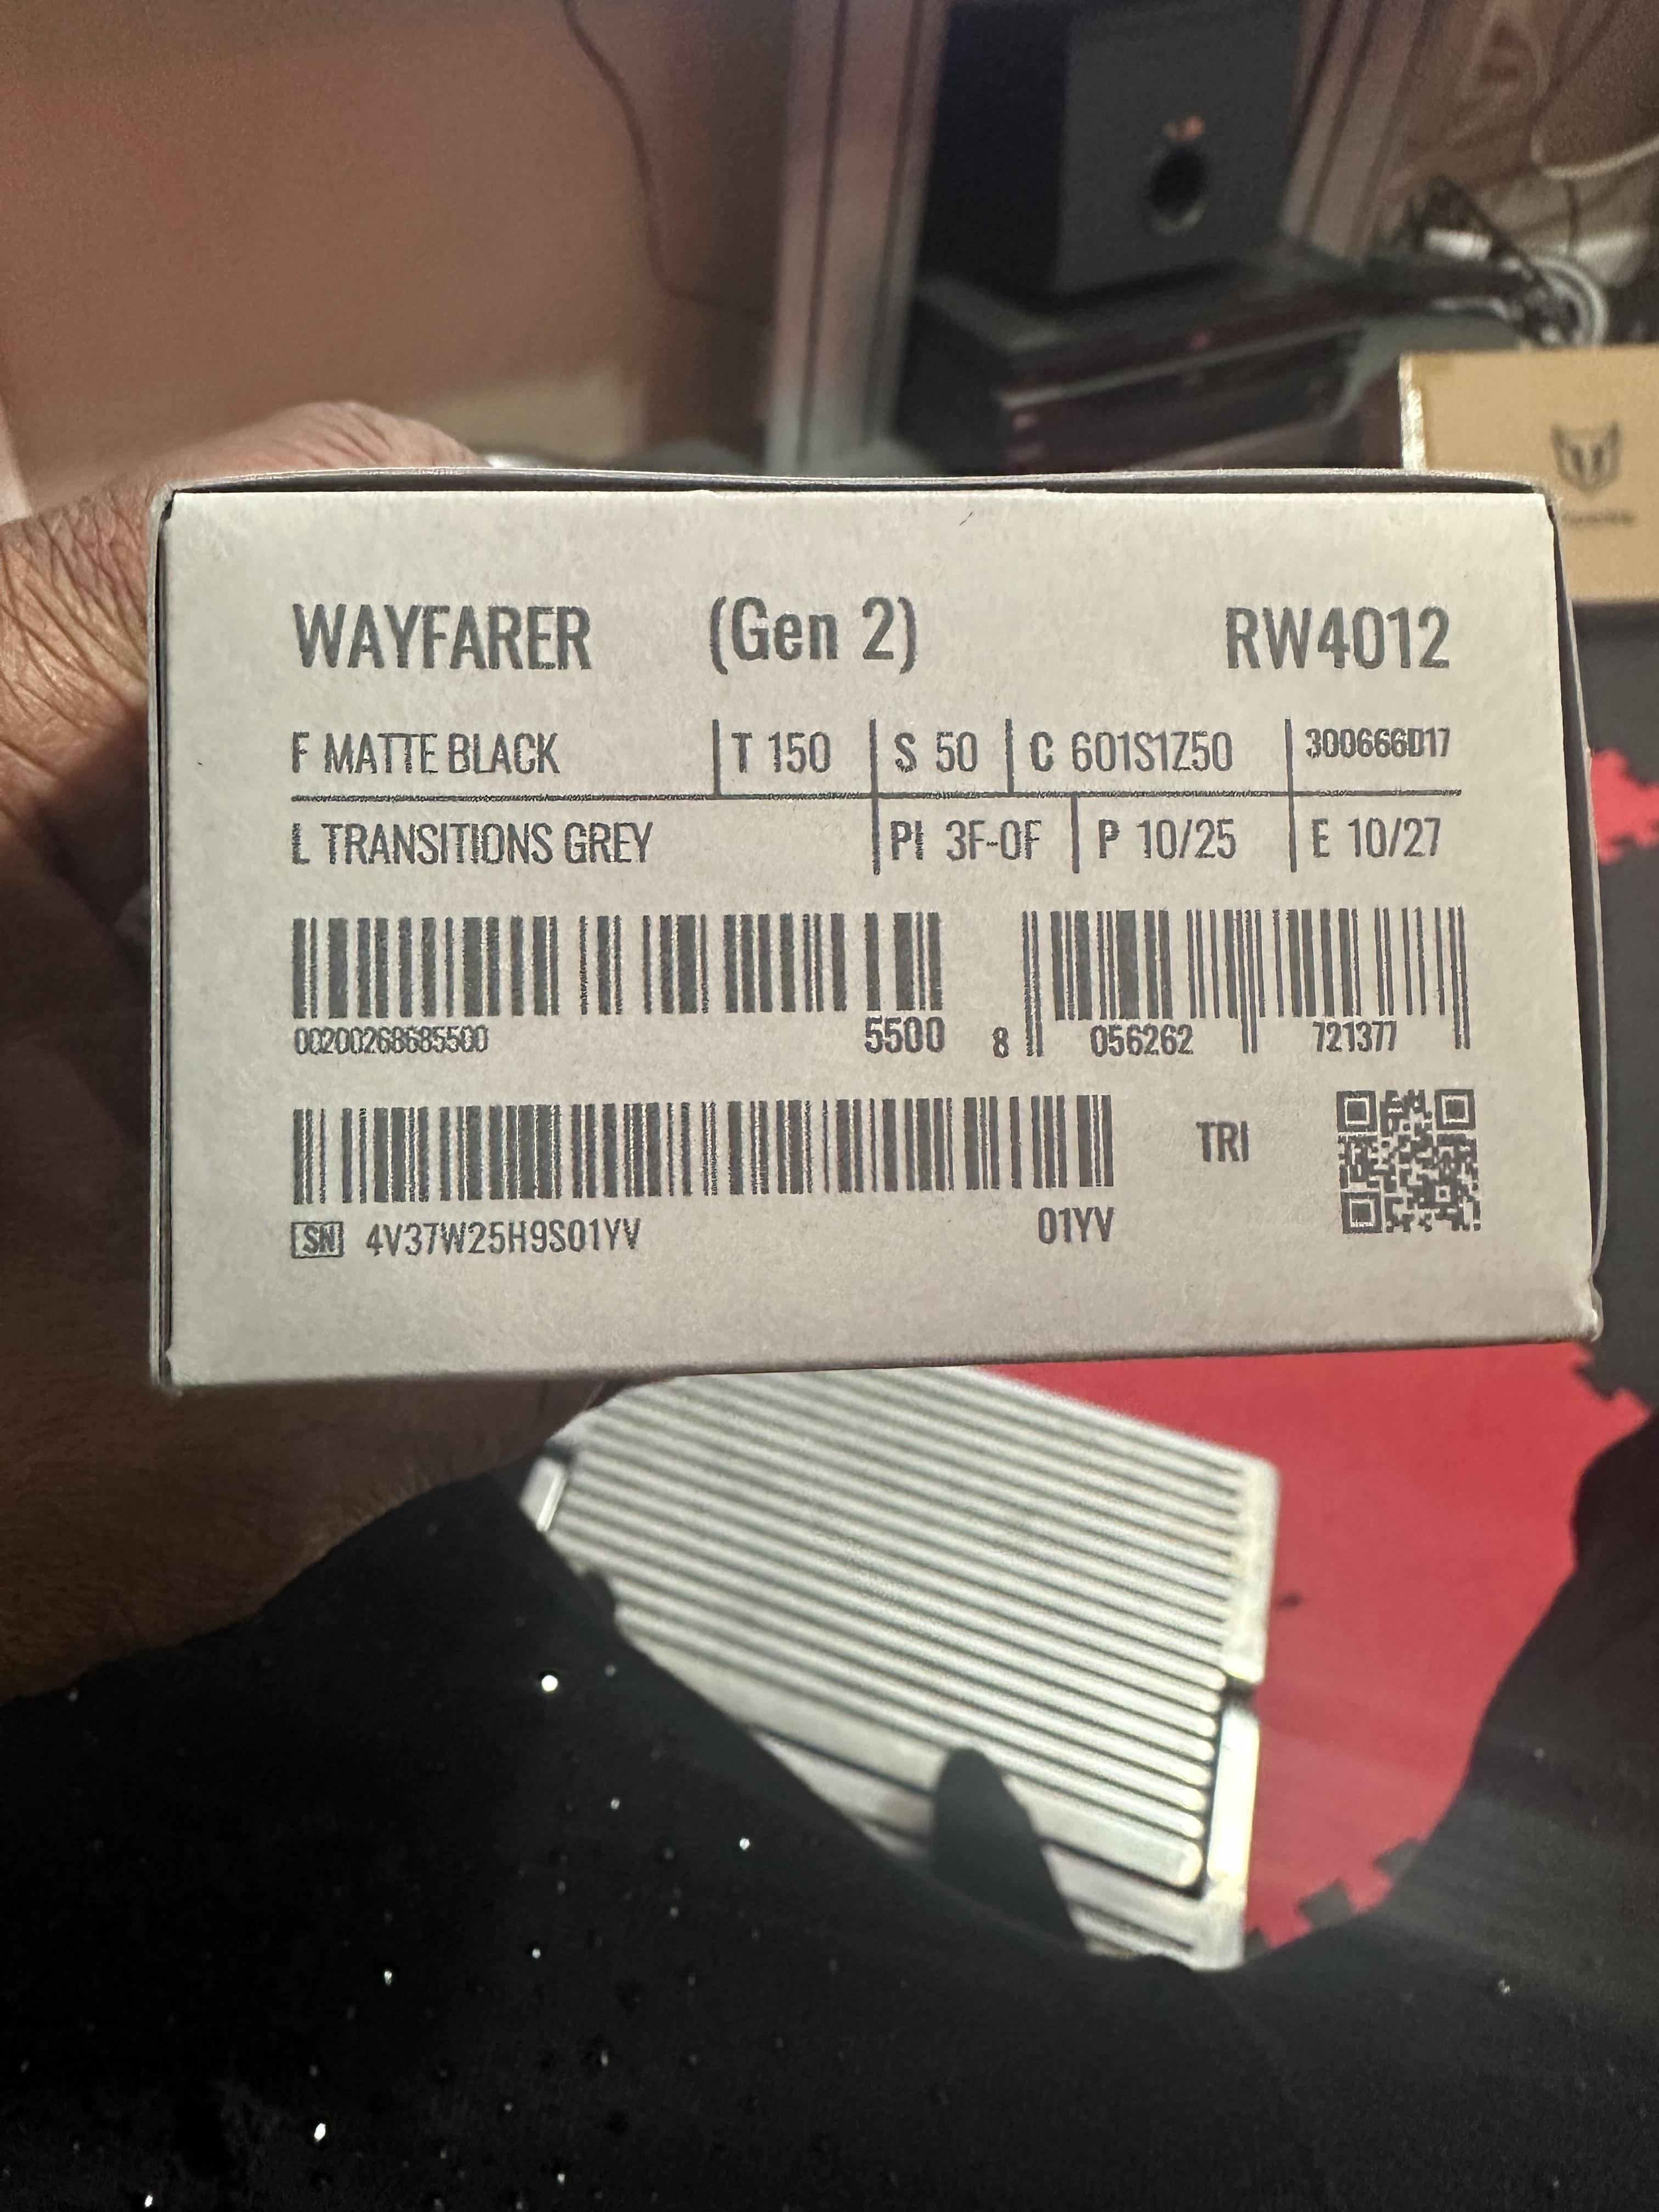 WAYFARER (Gen 2) RW4012
F MATTE BLACK T 150 S 50 C 601S1Z50 300666D17
L TRANSITIONS GREY PI 3F-0F P 10/25 E 10/27
00200268685500 5500 8 056262 721377
TRI
SN 4V37W25H9S01YV 01YV